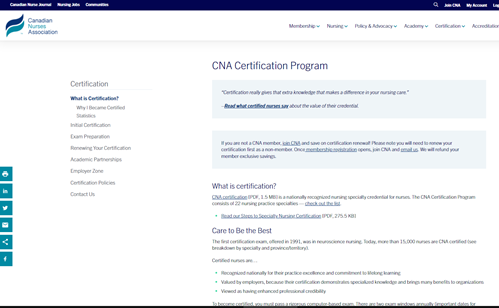 Canadian Nurse Journal Nursing Jobs Communities
Join CNA My Account
Canadian
Nurses
Association
Membership Nursing Policy & Advocacy Academy Certification Accreditation
Certification
What is Certification?
Why I Became Certified
Statistics
Initial Certification
Exam Preparation
Renewing Your Certification
Academic Partnerships
Employer Zone
Certification Policies
Contact Us
CNA Certification Program
"Certification really gives that extra knowledge that makes a difference in your nursing care."
–Read what certified nurses say about the value of their credential.
If you are not a CNA member, join CNA and save on certification renewal! Please note you will need to renew your
certification first as a non-member. Once membership registration opens, join CNA and email us. We will refund your
member exclusive savings.
What is certification?
CNA certification (PDF, 1.5 MB) is a nationally recognized nursing specialty credential for nurses. The CNA Certification Program
consists of 22 nursing practice specialties — check out the list.
Read our Steps to Specialty Nursing Certification (PDF, 275.9 KB)
Care to Be the Best
The first certification exam, offered in 1991, was in neuroscience nursing. Today, more than 15,000 nurses are CNA certified (see
breakdown by specialty and province/territory).
Certified nurses are…
Recognized nationally for their practice excellence and commitment to lifelong learning
Valued by employers, because their certification demonstrates specialized knowledge and brings many benefits to organizations.
Viewed as having enhanced professional credibility
To become certified, you must pass a rigorous computer-based exam. There are two exam windows annually (important dates for